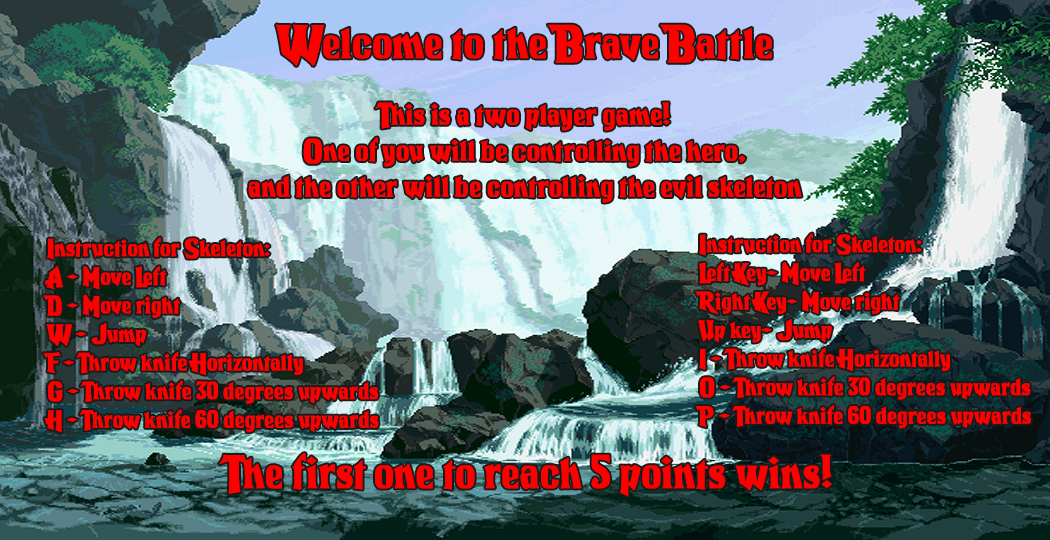 Welcome to the Brave Battle
This is a two player game!
One of you will be controlling the hero,
and the other will be controlling the evil skeleton
Instruction for Skeleton:
A - Move Left
D - Move right
W - Jump
F - Throw knife Horizontally
G - Throw knife 30 degrees upwards
H - Throw knife 60 degrees upwards
Instruction for Skeleton:
Left Key- Move Left
Right Key- Move right
Up key- Jump
I - Throw knife Horizontally
O - Throw knife 30 degrees upwards
P - Throw knife 60 degrees upwards
The first one to reach 5 points wins!